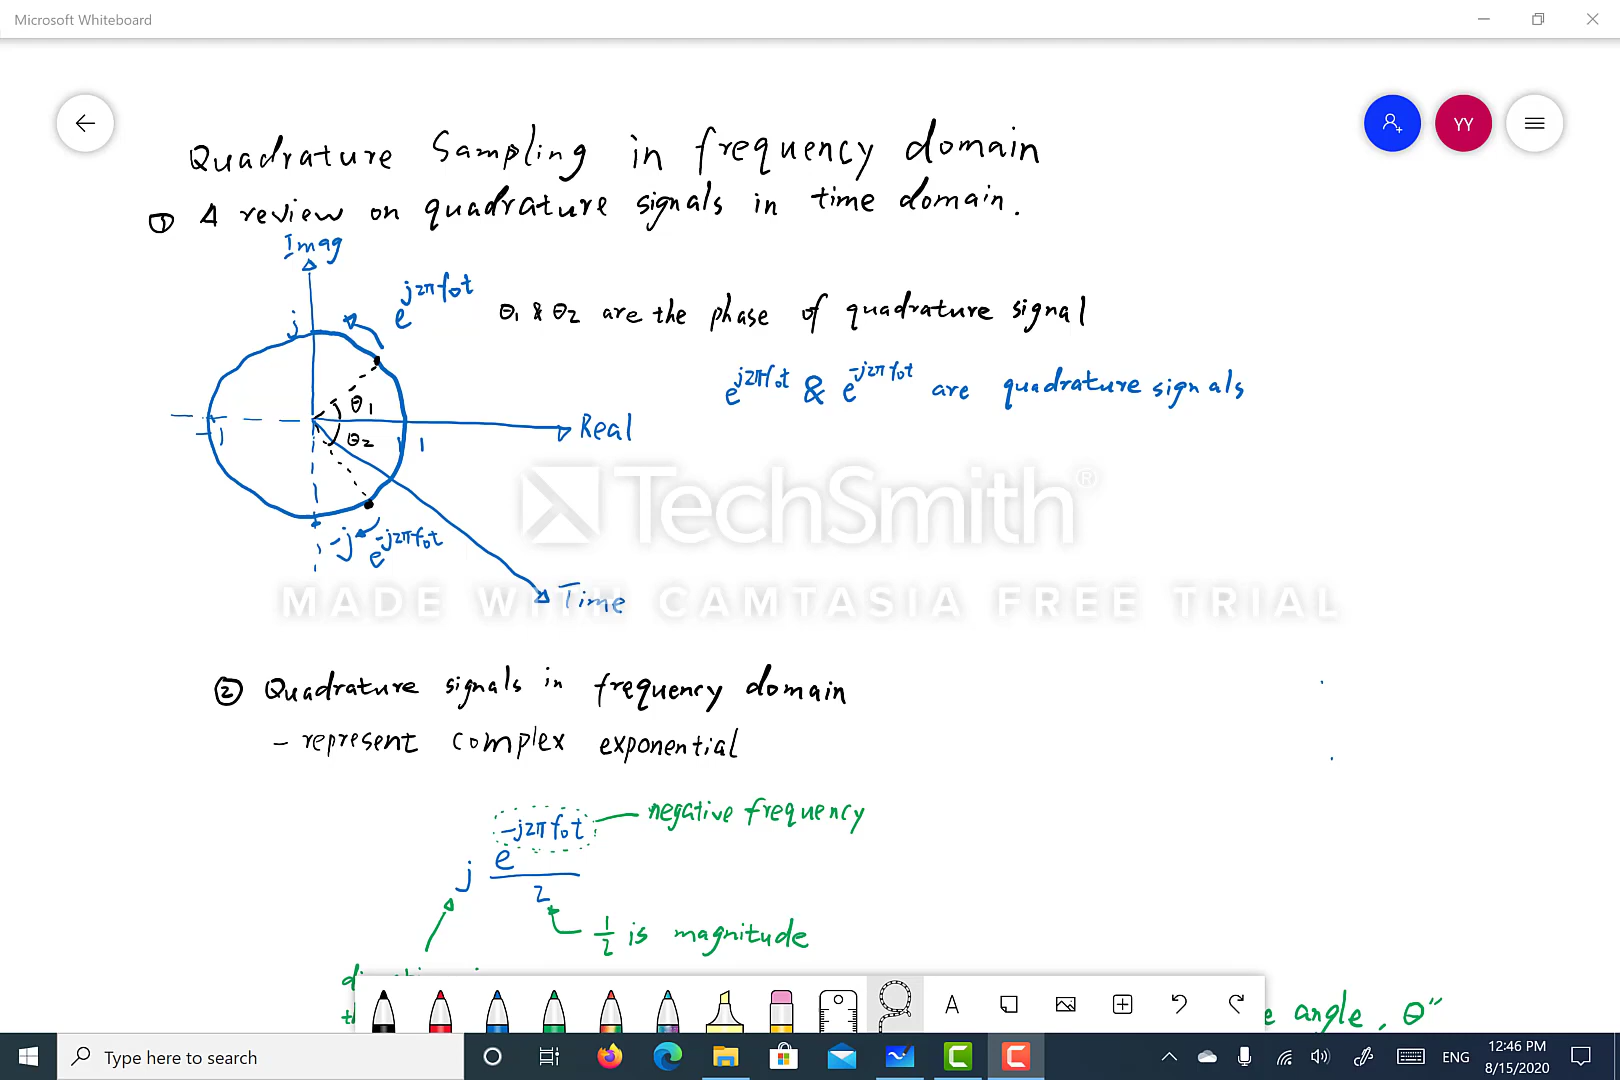 Microsoft Whiteboard
YY
Quadrature Sampling in frequency domain
① A review on quadrature signals in time domain.
Imag
e^{j2πf₀t}
θ₁ & θ₂ are the phase of quadrature signal
j
e^{j2πf₀t} & e^{-j2πf₀t} are quadrature signals
θ₁
-1
θ₂
1
Real
TechSmith®
-j
e^{-j2πf₀t}
MADE WITH CAMTASIA FREE TRIAL
Time
② Quadrature signals in frequency domain
- represent complex exponential
negative frequency
j e^{-j2πf₀t}/2
1/2 is magnitude
e angle, θ"
Type here to search
ENG
12:46 PM
8/15/2020